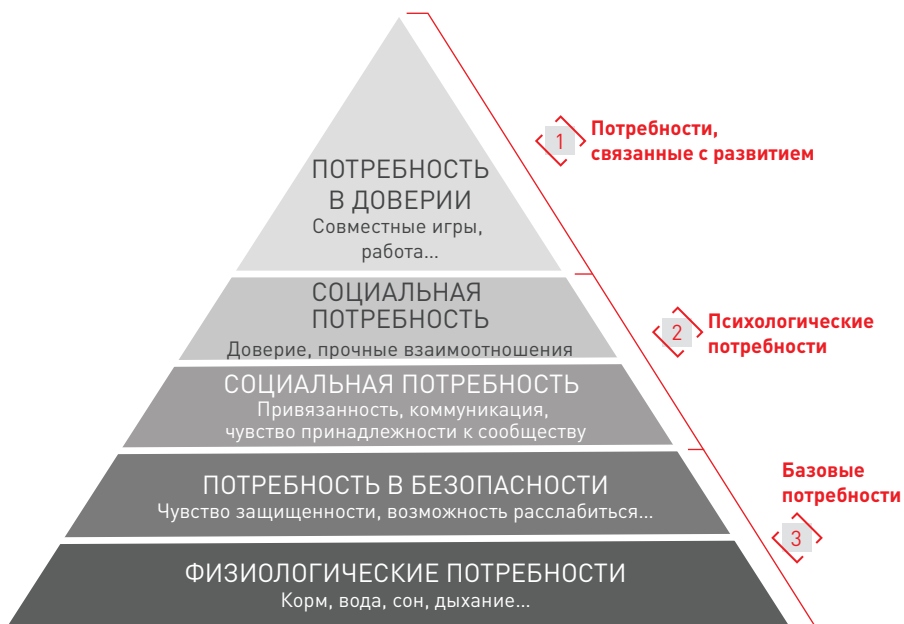 ПОТРЕБНОСТЬ
В ДОВЕРИИ
Совместные игры,
работа...
СОЦИАЛЬНАЯ
ПОТРЕБНОСТЬ
Доверие, прочные взаимоотношения
СОЦИАЛЬНАЯ ПОТРЕБНОСТЬ
Привязанность, коммуникация,
чувство принадлежности к сообществу
ПОТРЕБНОСТЬ В БЕЗОПАСНОСТИ
Чувство защищенности, возможность расслабиться...
ФИЗИОЛОГИЧЕСКИЕ ПОТРЕБНОСТИ
Корм, вода, сон, дыхание...
1
Потребности,
связанные с развитием
2
Психологические
потребности
Базовые
потребности
3